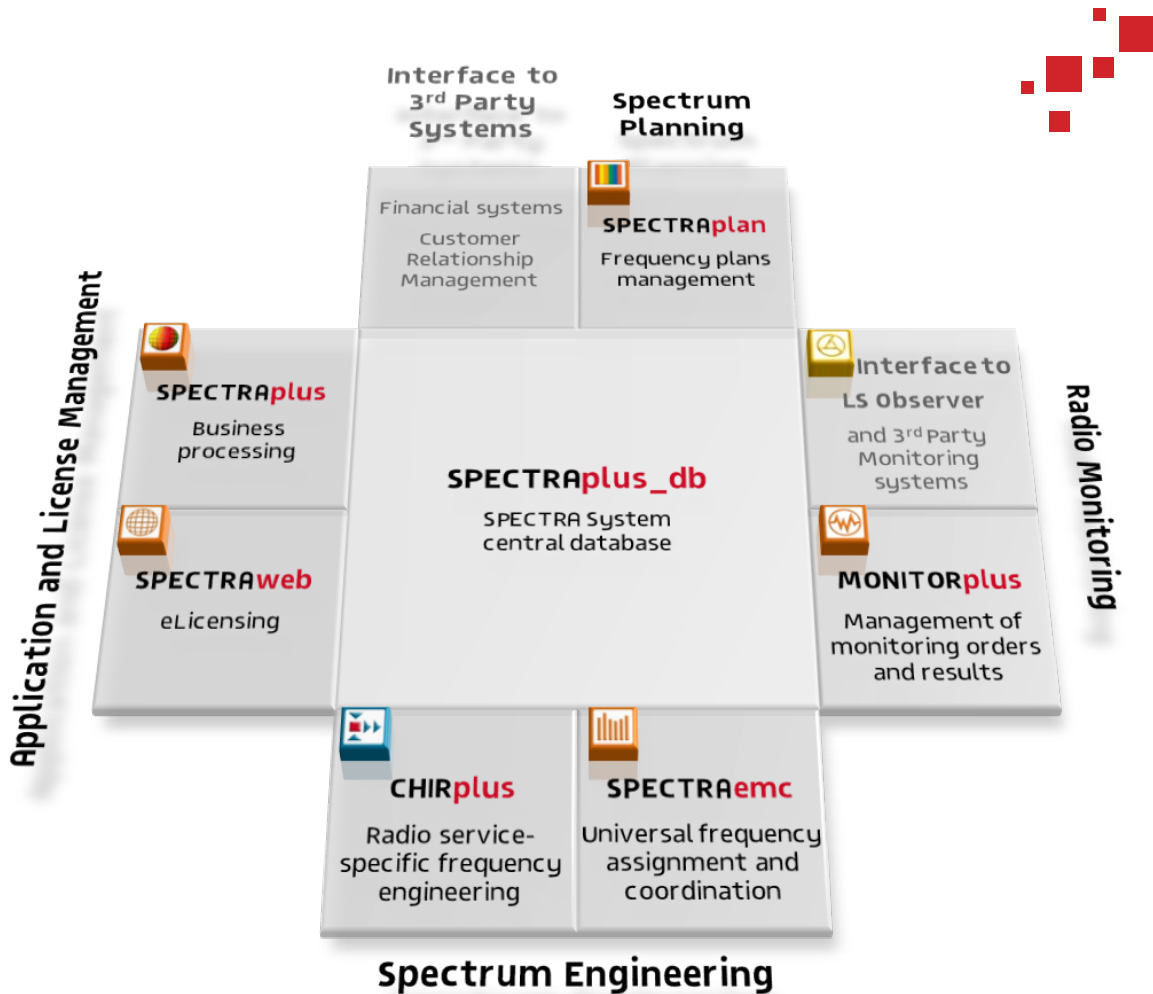 Interface to
3rd Party
Systems
Spectrum
Planning
Financial systems
Customer
Relationship
Management
SPECTRAplan
Frequency plans
management
Application and License Management
SPECTRAplus
Business
processing
SPECTRAweb
eLicensing
SPECTRAplus_db
SPECTRA System
central database
Interface to
LS Observer
and 3rd Party
Monitoring
systems
MONITORplus
Management of
monitoring orders
and results
Radio Monitoring
CHIRplus
Radio service-
specific frequency
engineering
SPECTRAemc
Universal frequency
assignment and
coordination
Spectrum Engineering